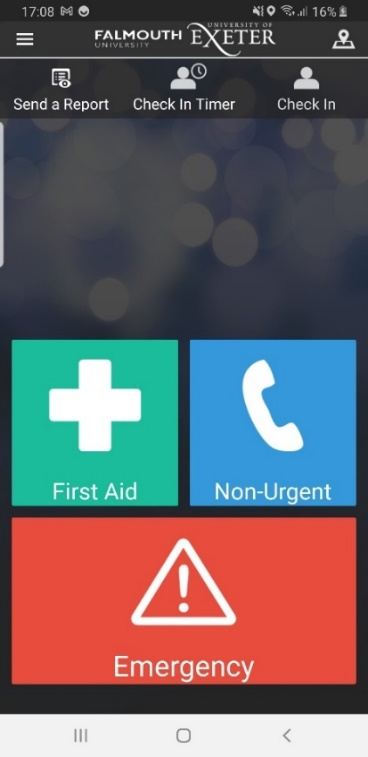 17:08 16%
FALMOUTH UNIVERSITY
UNIVERSITY OF EXETER
Send a Report Check In Timer Check In
First Aid Non-Urgent
Emergency